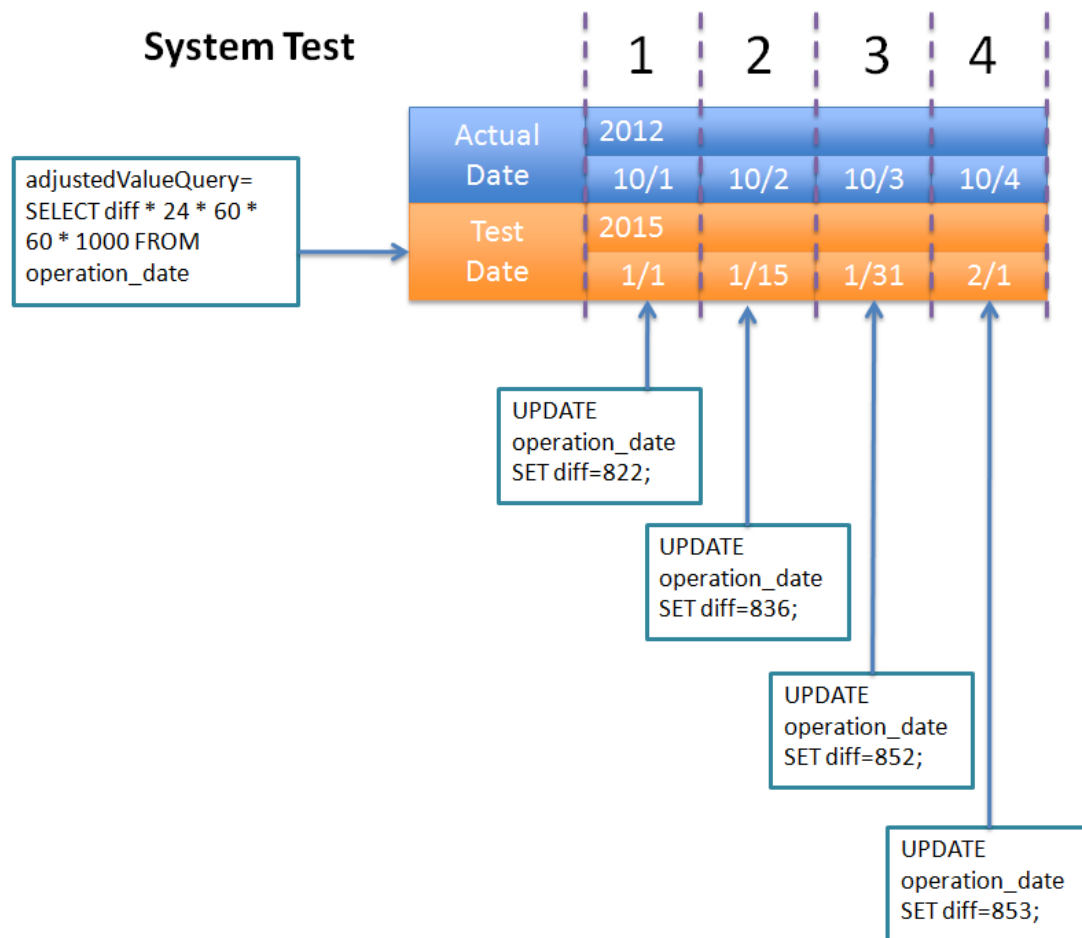 System Test
1 2 3 4
Actual
Date
2012
10/1 10/2 10/3 10/4
adjustedValueQuery=
SELECT diff * 24 * 60 *
60 * 1000 FROM
operation_date
Test
Date
2015
1/1 1/15 1/31 2/1
UPDATE
operation_date
SET diff=822;
UPDATE
operation_date
SET diff=836;
UPDATE
operation_date
SET diff=852;
UPDATE
operation_date
SET diff=853;